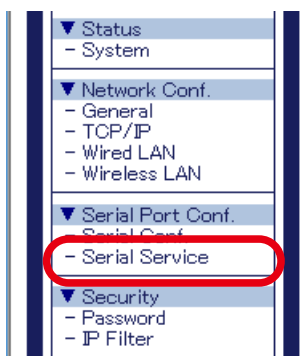 ▼ Status
- System
▼ Network Conf.
- General
- TCP/IP
- Wired LAN
- Wireless LAN
▼ Serial Port Conf.
- Serial Conf.
- Serial Service
▼ Security
- Password
- IP Filter